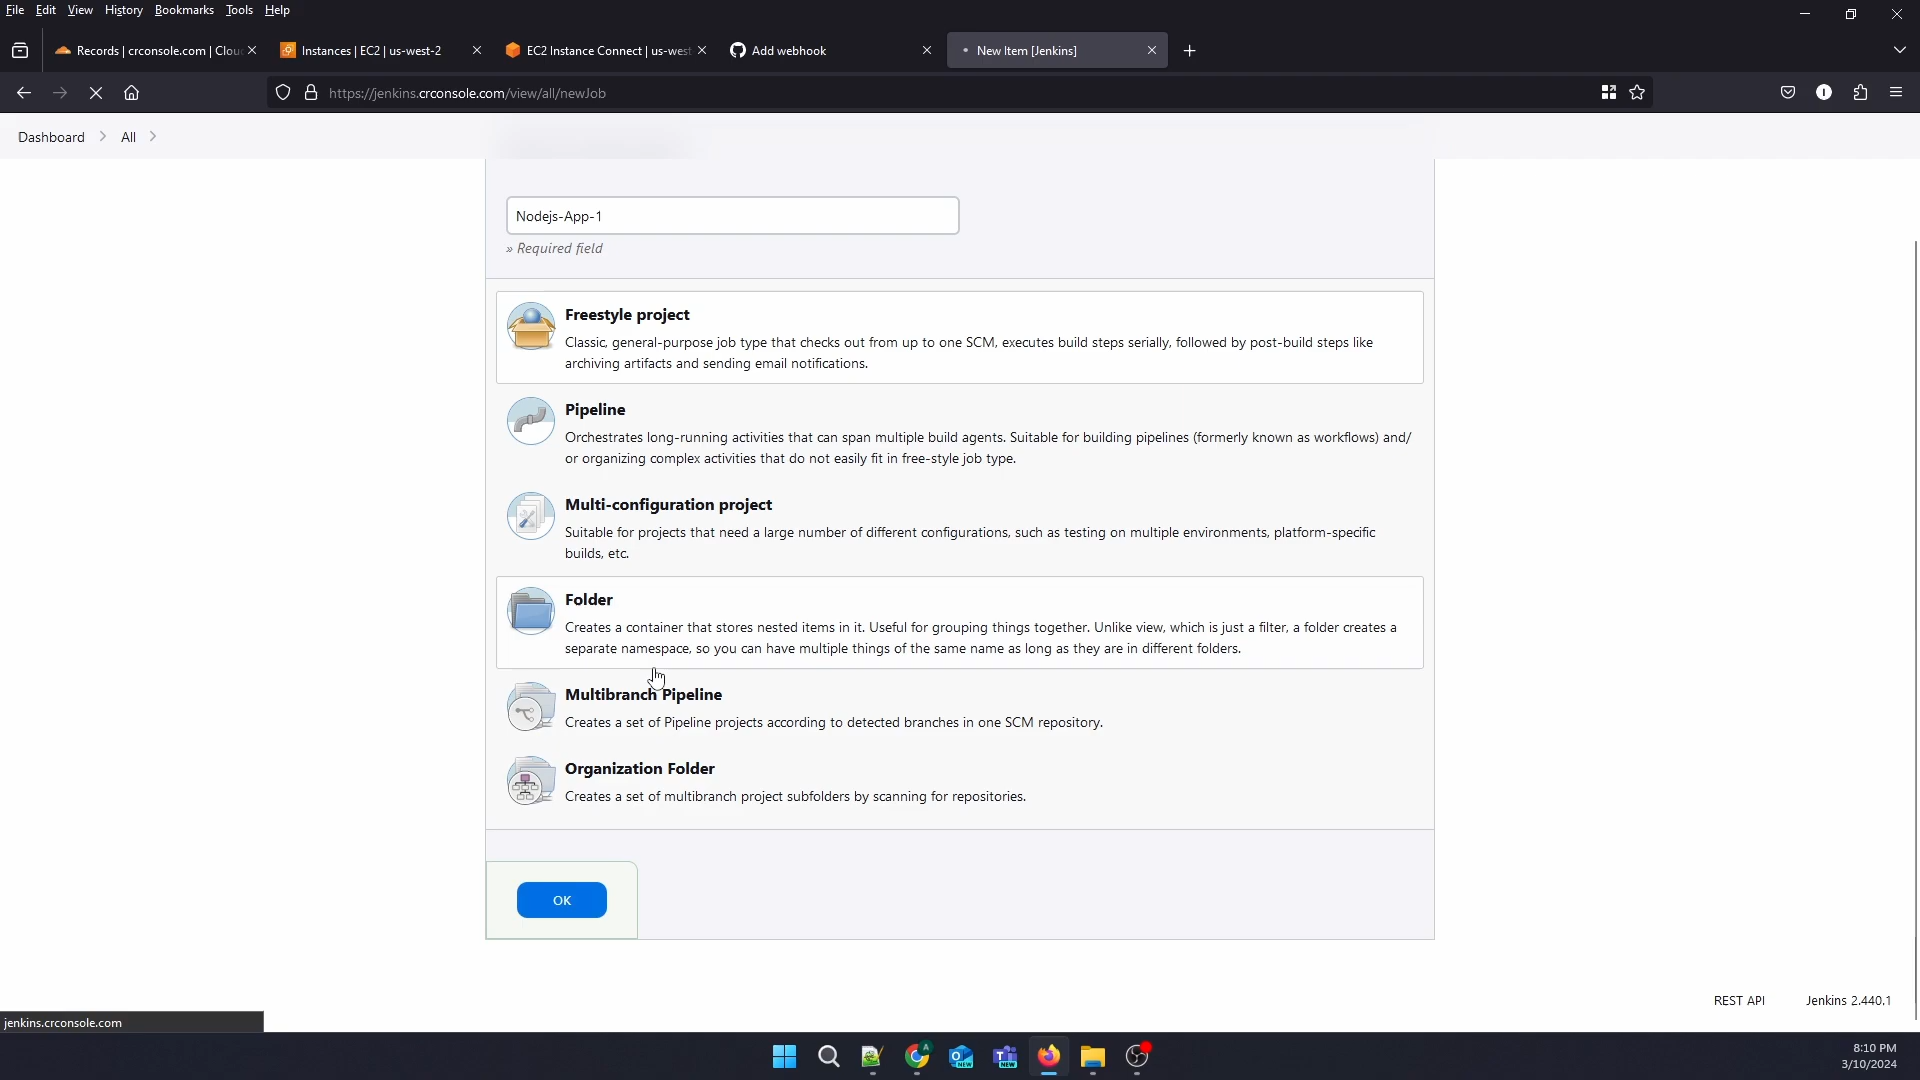 File Edit View History Bookmarks Tools Help
Records | crconsole.com | Clou
Instances | EC2 | us-west-2
EC2 Instance Connect | us-west
Add webhook
New Item [Jenkins]
https://jenkins.crconsole.com/view/all/newJob
Dashboard All
Nodejs-App-1
» Required field
Freestyle project
Classic, general-purpose job type that checks out from up to one SCM, executes build steps serially, followed by post-build steps like
archiving artifacts and sending email notifications.
Pipeline
Orchestrates long-running activities that can span multiple build agents. Suitable for building pipelines (formerly known as workflows) and/
or organizing complex activities that do not easily fit in free-style job type.
Multi-configuration project
Suitable for projects that need a large number of different configurations, such as testing on multiple environments, platform-specific
builds, etc.
Folder
Creates a container that stores nested items in it. Useful for grouping things together. Unlike view, which is just a filter, a folder creates a
separate namespace, so you can have multiple things of the same name as long as they are in different folders.
Multibranch Pipeline
Creates a set of Pipeline projects according to detected branches in one SCM repository.
Organization Folder
Creates a set of multibranch project subfolders by scanning for repositories.
OK
REST API Jenkins 2.440.1
jenkins.crconsole.com
8:10 PM
3/10/2024